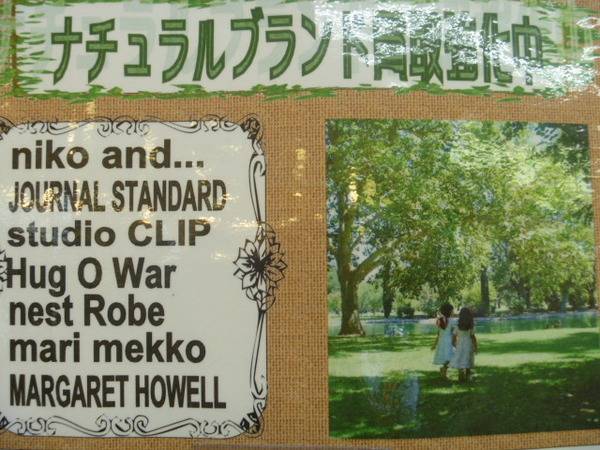 ナチュラルブランド買取強化中
niko and...
JOURNAL STANDARD
studio CLIP
Hug O War
nest Robe
mari mekko
MARGARET HOWELL